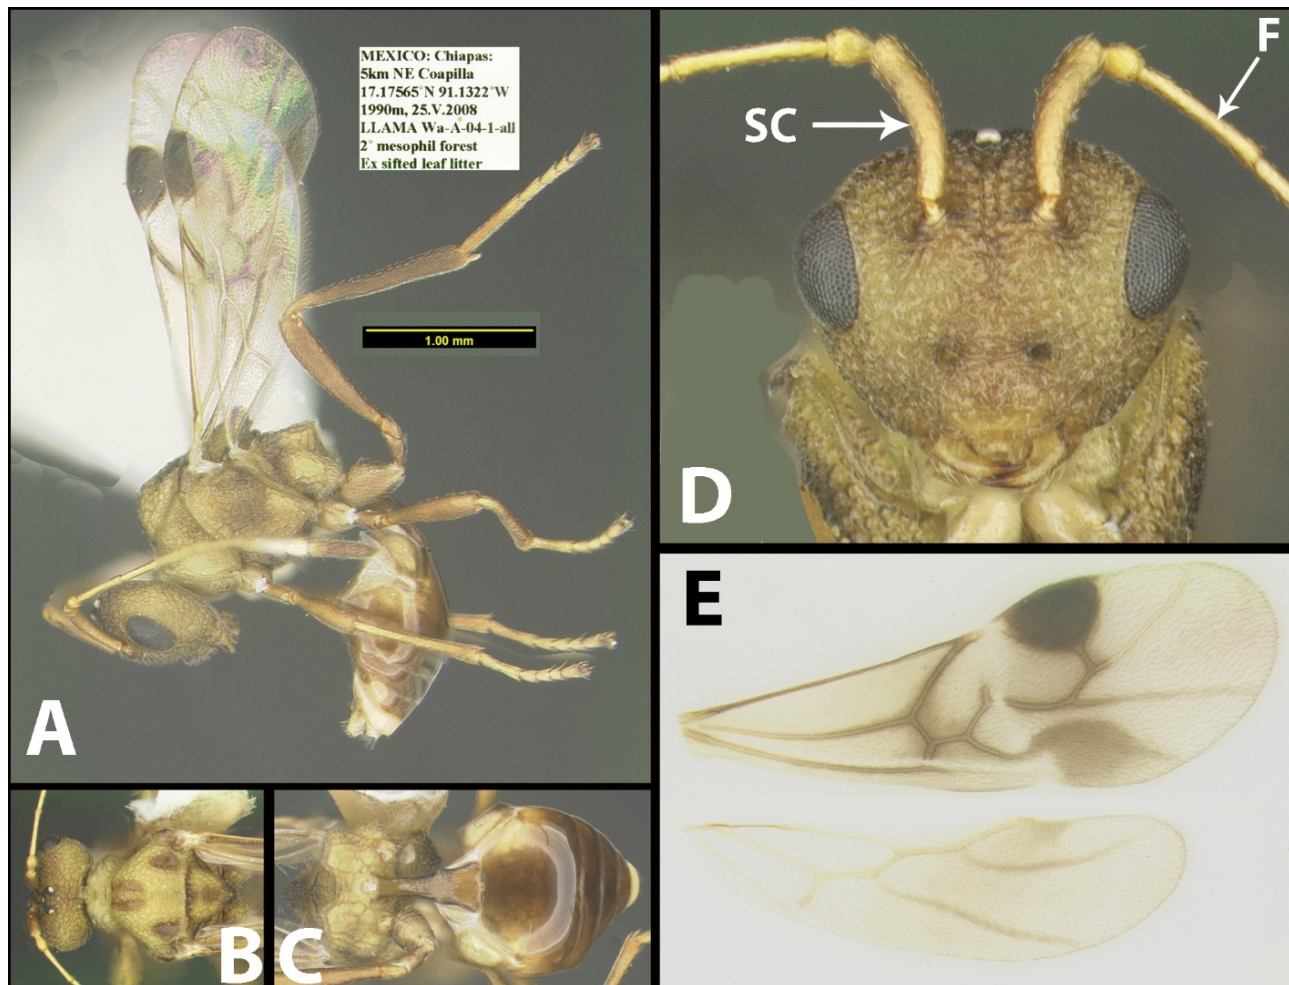 MEXICO: Chiapas:
5km NE Coapilla
17.17565°N 91.1322°W
1990m, 25.V.2008
LLAMA Wa-A-04-1-all
2° mesophil forest
Ex sifted leaf litter
1.00 mm
A
B
C
F
SC
D
E